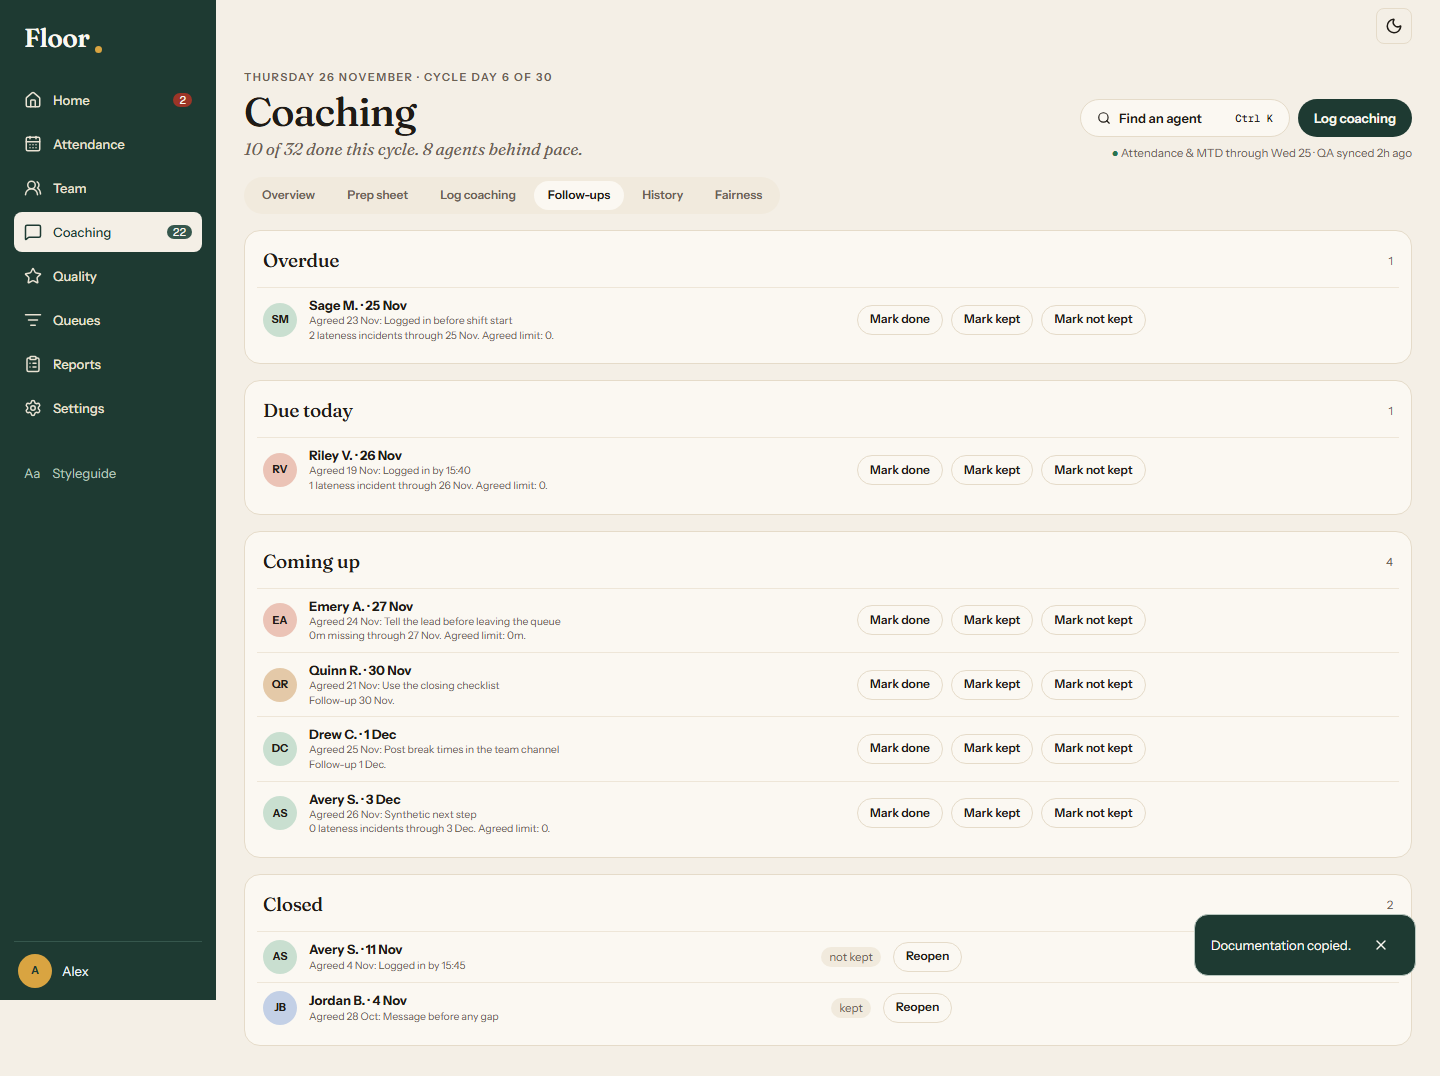 Floor.
Home 2
Attendance
Team
Coaching 22
Quality
Queues
Reports
Settings
Aa Styleguide
A Alex
THURSDAY 26 NOVEMBER · CYCLE DAY 6 OF 30
Coaching
10 of 32 done this cycle. 8 agents behind pace.
Find an agent Ctrl K
Log coaching
Attendance & MTD through Wed 25 · QA synced 2h ago
Overview Prep sheet Log coaching Follow-ups History Fairness
Overdue 1
SM
Sage M. · 25 Nov
Agreed 23 Nov: Logged in before shift start
2 lateness incidents through 25 Nov. Agreed limit: 0.
Mark done Mark kept Mark not kept
Due today 1
RV
Riley V. · 26 Nov
Agreed 19 Nov: Logged in by 15:40
1 lateness incident through 26 Nov. Agreed limit: 0.
Mark done Mark kept Mark not kept
Coming up 4
EA
Emery A. · 27 Nov
Agreed 24 Nov: Tell the lead before leaving the queue
0m missing through 27 Nov. Agreed limit: 0m.
Mark done Mark kept Mark not kept
QR
Quinn R. · 30 Nov
Agreed 21 Nov: Use the closing checklist
Follow-up 30 Nov.
Mark done Mark kept Mark not kept
DC
Drew C. · 1 Dec
Agreed 25 Nov: Post break times in the team channel
Follow-up 1 Dec.
Mark done Mark kept Mark not kept
AS
Avery S. · 3 Dec
Agreed 26 Nov: Synthetic next step
0 lateness incidents through 3 Dec. Agreed limit: 0.
Mark done Mark kept Mark not kept
Closed 2
AS
Avery S. · 11 Nov
Agreed 4 Nov: Logged in by 15:45
not kept Reopen
JB
Jordan B. · 4 Nov
Agreed 28 Oct: Message before any gap
kept Reopen
Documentation copied.